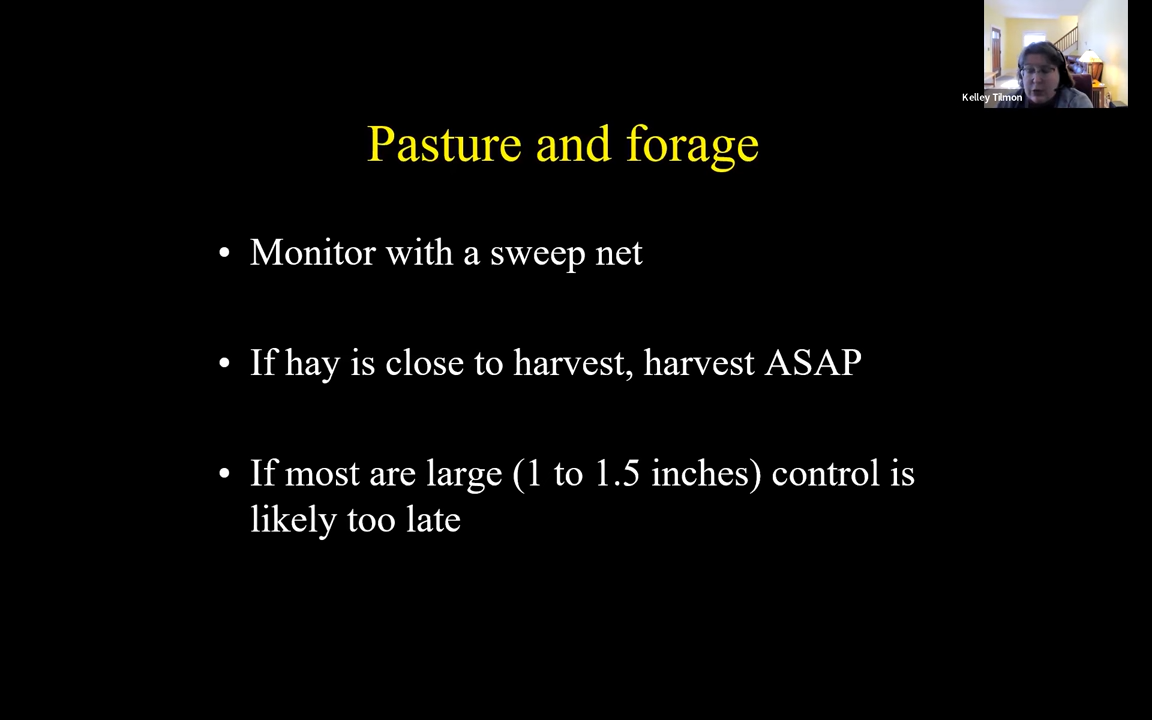 Kelley Tilmon
Pasture and forage
• Monitor with a sweep net
• If hay is close to harvest, harvest ASAP
• If most are large (1 to 1.5 inches) control is
likely too late